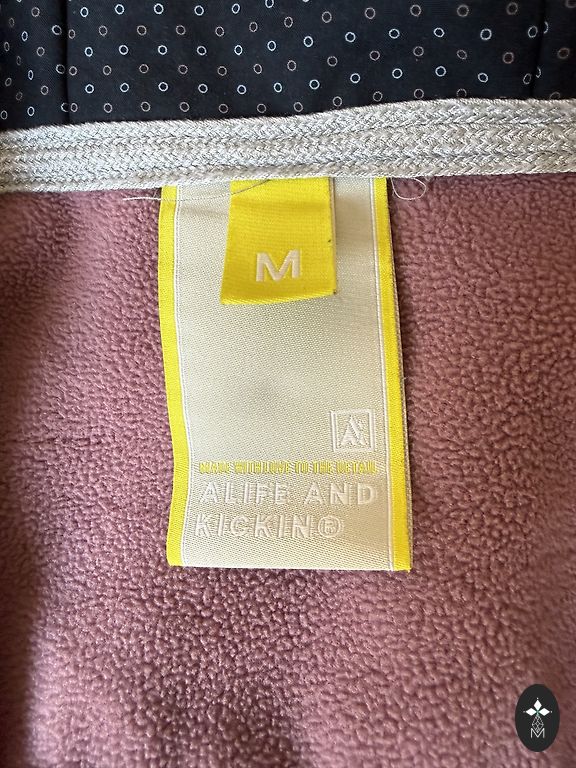 M
MADE WITH LOVE TO THE DETAIL
ALIFE AND
KICKIN®
M